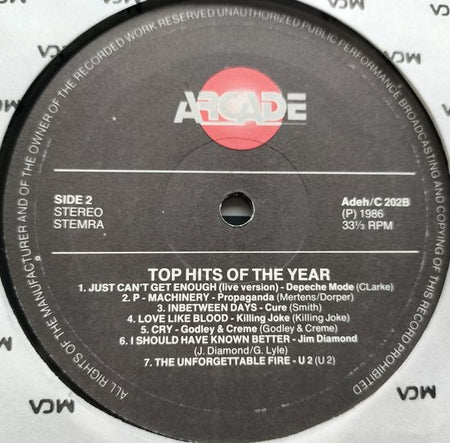 ALL RIGHTS OF THE MANUFACTURER AND OF THE OWNER OF THE RECORDED WORK RESERVED UNAUTHORIZED PUBLIC PERFORMANCE BROADCASTING AND COPYING OF THIS RECORD PROHIBITED
ARCADE
SIDE 2
STEREO
STEMRA
Adeh/C 202B
(P) 1986
33⅓ RPM
TOP HITS OF THE YEAR
1. JUST CAN'T GET ENOUGH (live version) - Depeche Mode (CLarke)
2. P - MACHINERY - Propaganda (Mertens/Dorper)
3. INBETWEEN DAYS - Cure (Smith)
4. LOVE LIKE BLOOD - Killing Joke (Killing Joke)
5. CRY - Godley & Creme (Godley & Creme)
6. I SHOULD HAVE KNOWN BETTER - Jim Diamond
(J. Diamond/G. Lyle)
7. THE UNFORGETTABLE FIRE - U 2 (U 2)
MCA
MCA
MCA
MCA
MCA
MCA